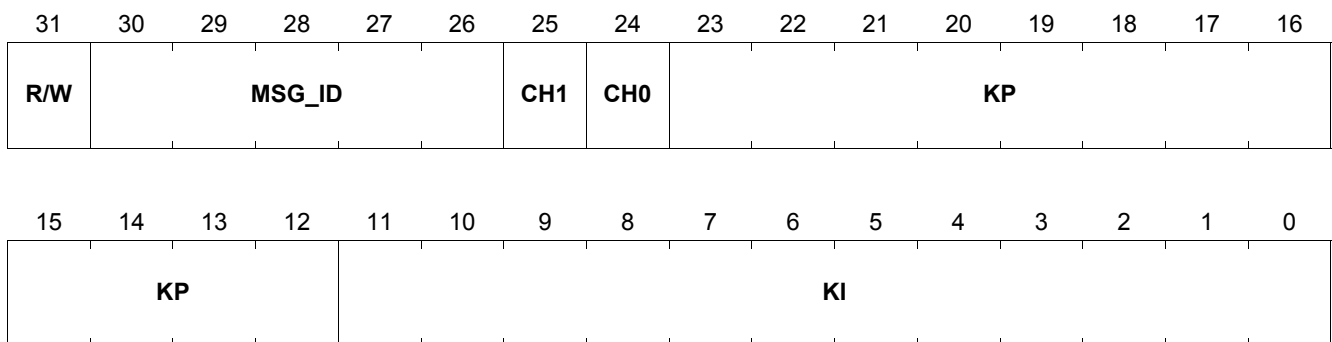 31 30 29 28 27 26 25 24 23 22 21 20 19 18 17 16
R/W MSG_ID CH1 CH0 KP
15 14 13 12 11 10 9 8 7 6 5 4 3 2 1 0
KP KI